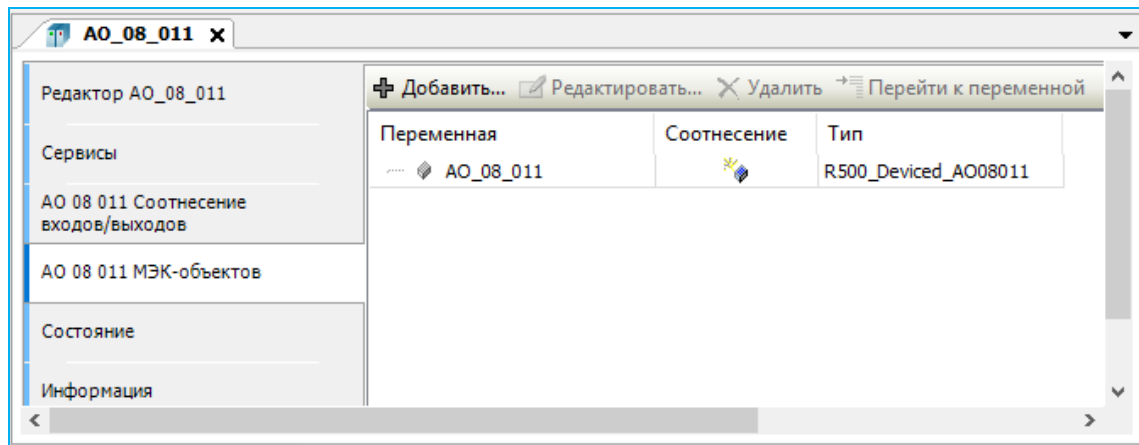 AO_08_011
Редактор AO_08_011
Сервисы
AO 08 011 Соотнесение
входов/выходов
AO 08 011 МЭК-объектов
Состояние
Информация
Добавить... Редактировать... Удалить Перейти к переменной
Переменная Соотнесение Тип
AO_08_011 R500_Deviced_AO08011